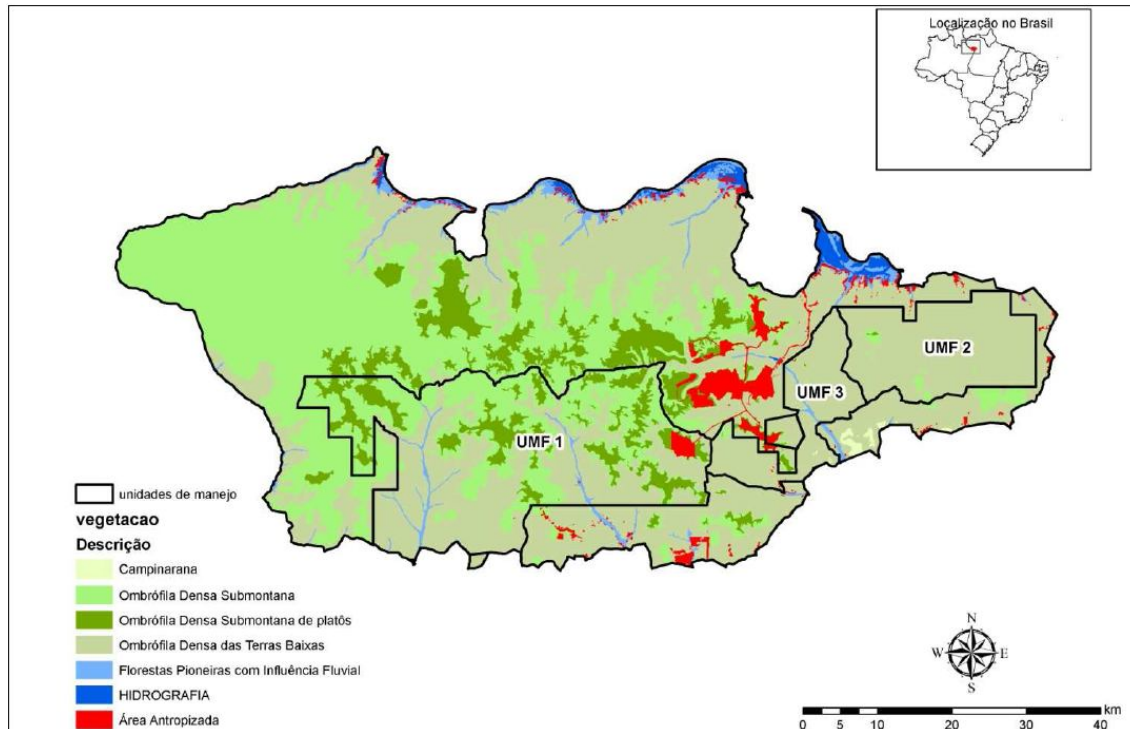 Localização no Brasil
UMF 2
UMF 3
UMF 1
unidades de manejo
vegetacao
Descrição
Campinarana
Ombrófila Densa Submontana
Ombrófila Densa Submontana de platôs
Ombrófila Densa das Terras Baixas
Florestas Pioneiras com Influência Fluvial
HIDROGRAFIA
Área Antropizada
N
W E
S
km
0 5 10 20 30 40